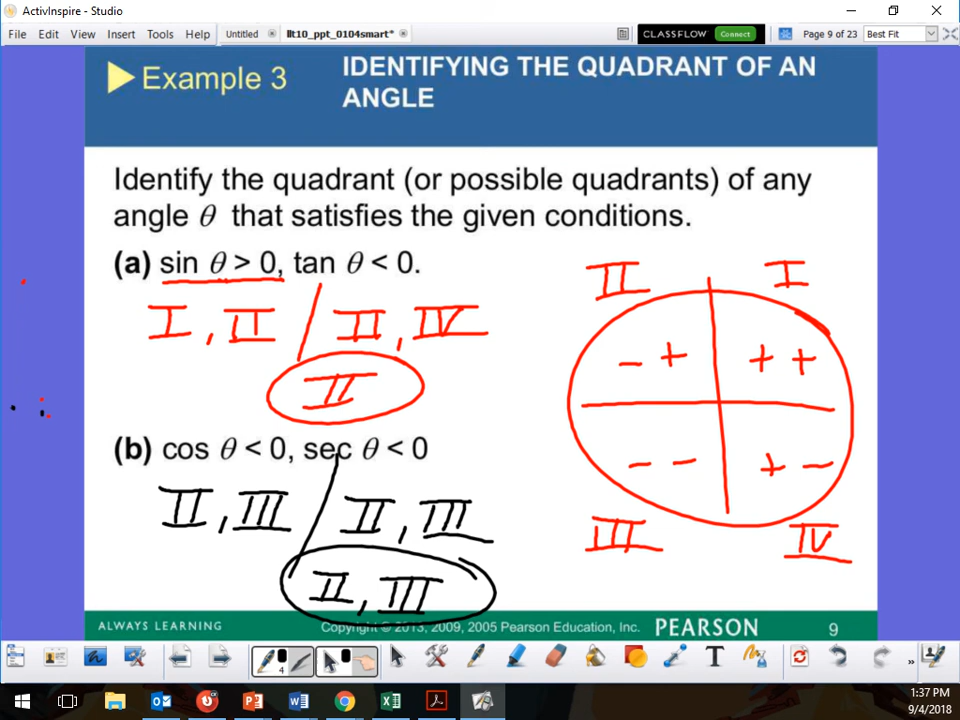 ActivInspire - Studio
File Edit View Insert Tools Help Untitled llt10_ppt_0104smart* CLASSFLOW Connect Page 9 of 23 Best Fit
Example 3
IDENTIFYING THE QUADRANT OF AN
ANGLE
Identify the quadrant (or possible quadrants) of any
angle θ that satisfies the given conditions.
(a) sin θ > 0, tan θ < 0.
I, II / II, IV
II
(b) cos θ < 0, sec θ < 0
II, III / II, III
II, III
II I
- + + +
- - + -
III IV
ALWAYS LEARNING Copyright © 2013, 2009, 2005 Pearson Education, Inc. PEARSON 9
4 T
1:37 PM
9/4/2018